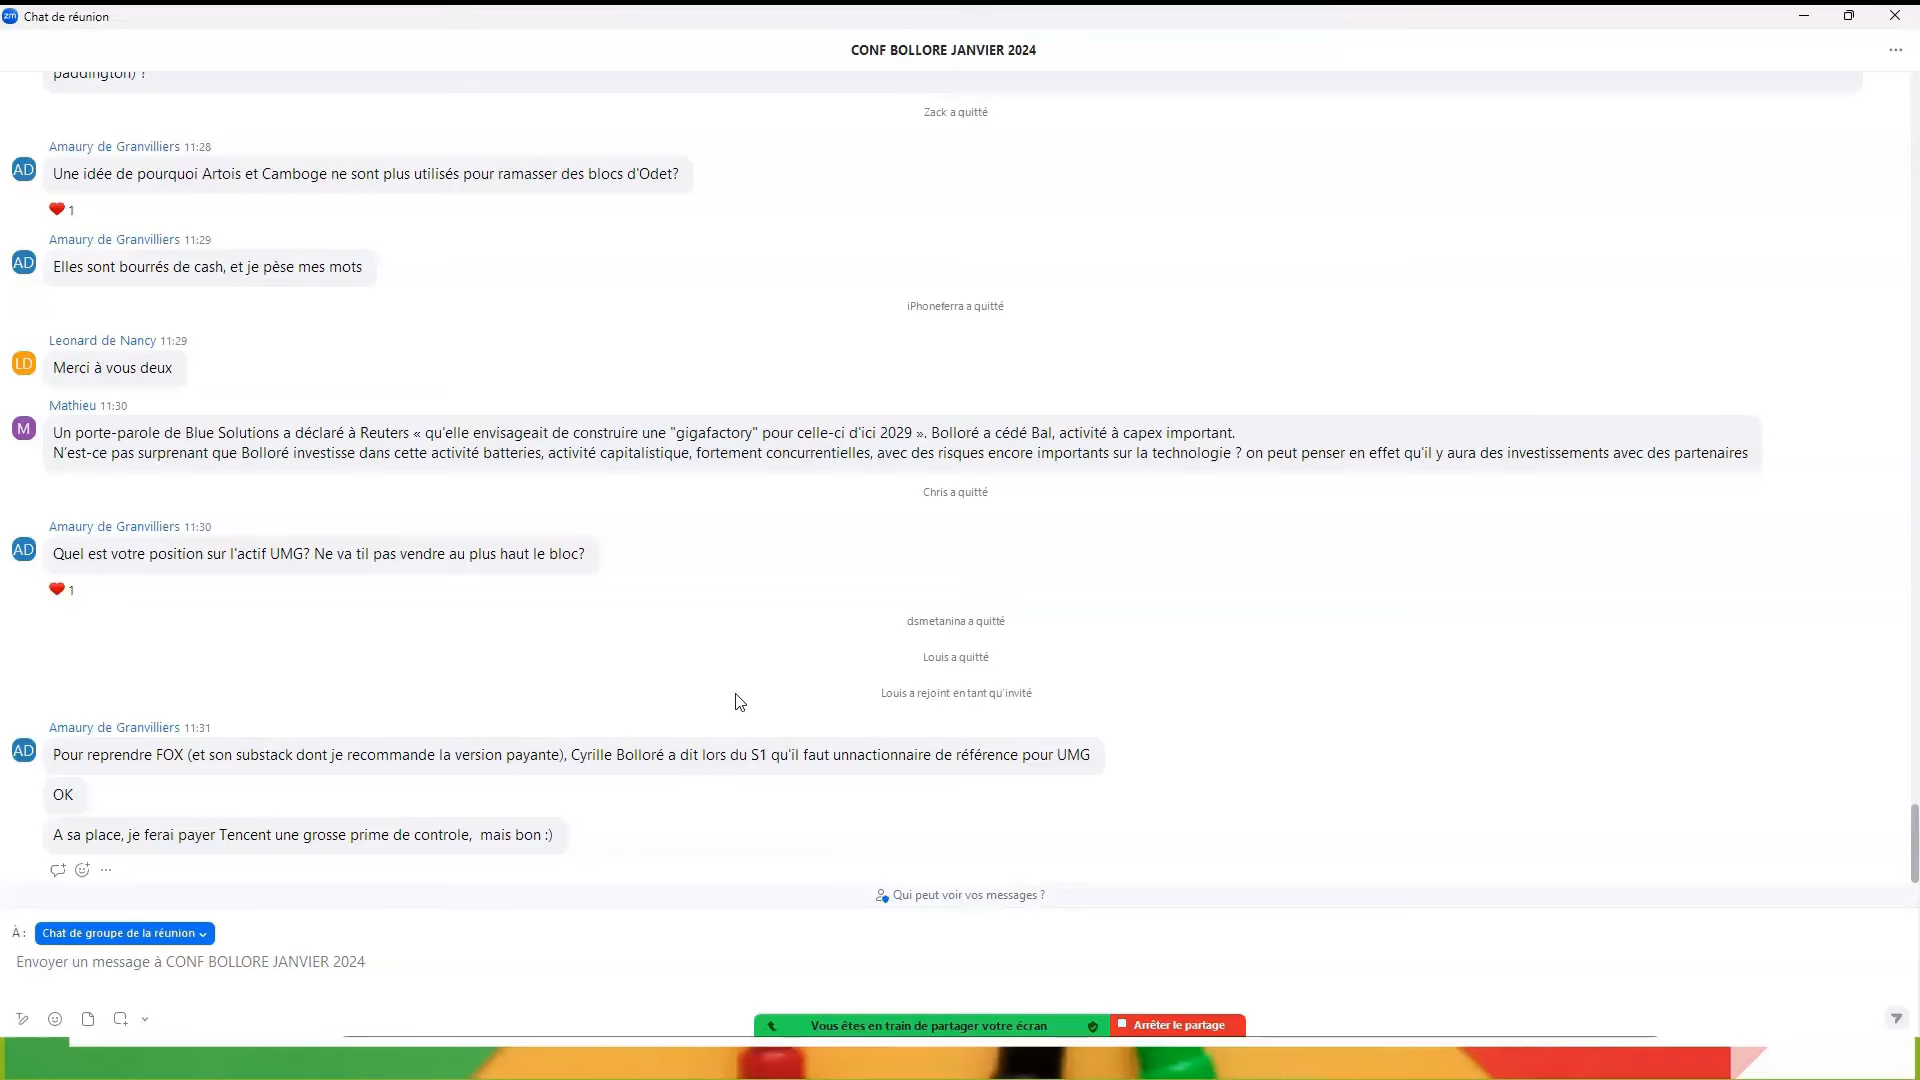 zm Chat de réunion
CONF BOLLORE JANVIER 2024
paddington) ?
Zack a quitté
Amaury de Granvilliers 11:28
AD Une idée de pourquoi Artois et Camboge ne sont plus utilisés pour ramasser des blocs d'Odet?
1
Amaury de Granvilliers 11:29
AD Elles sont bourrés de cash, et je pèse mes mots
iPhoneferra a quitté
Leonard de Nancy 11:29
LD Merci à vous deux
Mathieu 11:30
M Un porte-parole de Blue Solutions a déclaré à Reuters « qu'elle envisageait de construire une "gigafactory" pour celle-ci d'ici 2029 ». Bolloré a cédé Bal, activité à capex important.
N'est-ce pas surprenant que Bolloré investisse dans cette activité batteries, activité capitalistique, fortement concurrentielles, avec des risques encore importants sur la technologie ? on peut penser en effet qu'il y aura des investissements avec des partenaires
Chris a quitté
Amaury de Granvilliers 11:30
AD Quel est votre position sur l'actif UMG? Ne va til pas vendre au plus haut le bloc?
1
dsmetanina a quitté
Louis a quitté
Louis a rejoint en tant qu'invité
Amaury de Granvilliers 11:31
AD Pour reprendre FOX (et son substack dont je recommande la version payante), Cyrille Bolloré a dit lors du S1 qu'il faut unnactionnaire de référence pour UMG
OK
A sa place, je ferai payer Tencent une grosse prime de controle, mais bon :)
Qui peut voir vos messages ?
À : Chat de groupe de la réunion
Envoyer un message à CONF BOLLORE JANVIER 2024
Vous êtes en train de partager votre écran Arrêter le partage